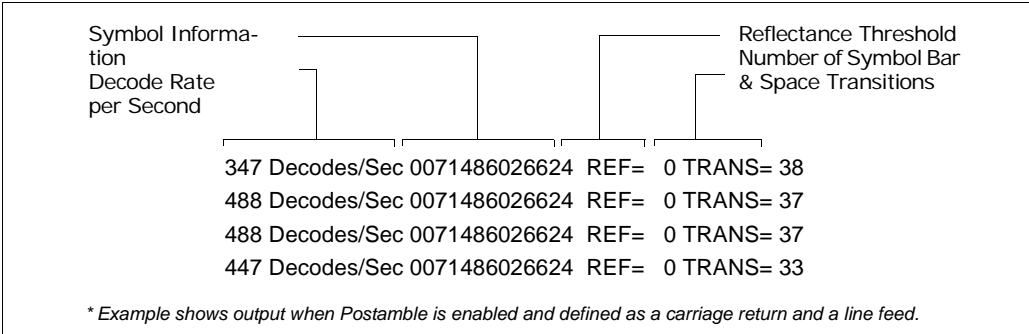 Symbol Informa-
tion
Decode Rate
per Second
Reflectance Threshold
Number of Symbol Bar
& Space Transitions
347 Decodes/Sec 0071486026624 REF= 0 TRANS= 38
488 Decodes/Sec 0071486026624 REF= 0 TRANS= 37
488 Decodes/Sec 0071486026624 REF= 0 TRANS= 37
447 Decodes/Sec 0071486026624 REF= 0 TRANS= 33
* Example shows output when Postamble is enabled and defined as a carriage return and a line feed.